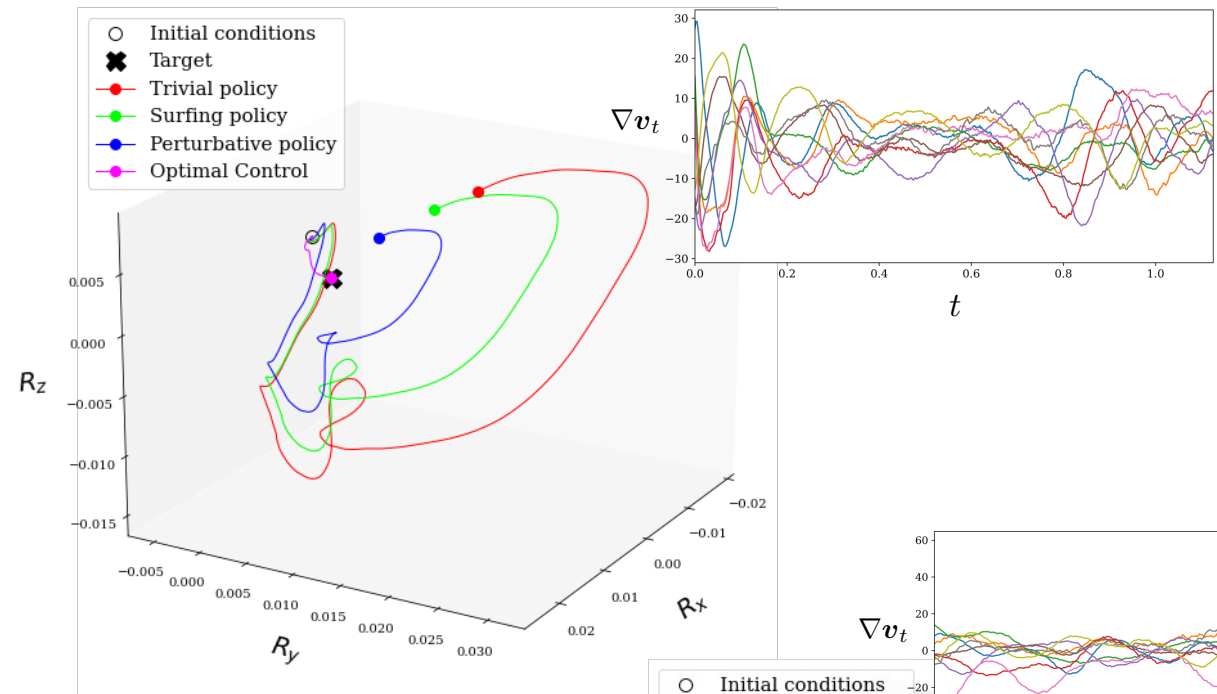 Initial conditions
Target
Trivial policy
Surfing policy
Perturbative policy
Optimal Control
0.005
0.000
−0.005
−0.010
−0.015
R_z
−0.005
0.000
0.005
0.010
0.015
0.020
0.025
0.030
R_y
0.02
0.01
0.00
−0.01
−0.02
R_x
∇v_t
30
20
10
0
−10
−20
−30
0.0 0.2 0.4 0.6 0.8 1.0
t
∇v_t
60
40
20
0
−20
Initial conditions